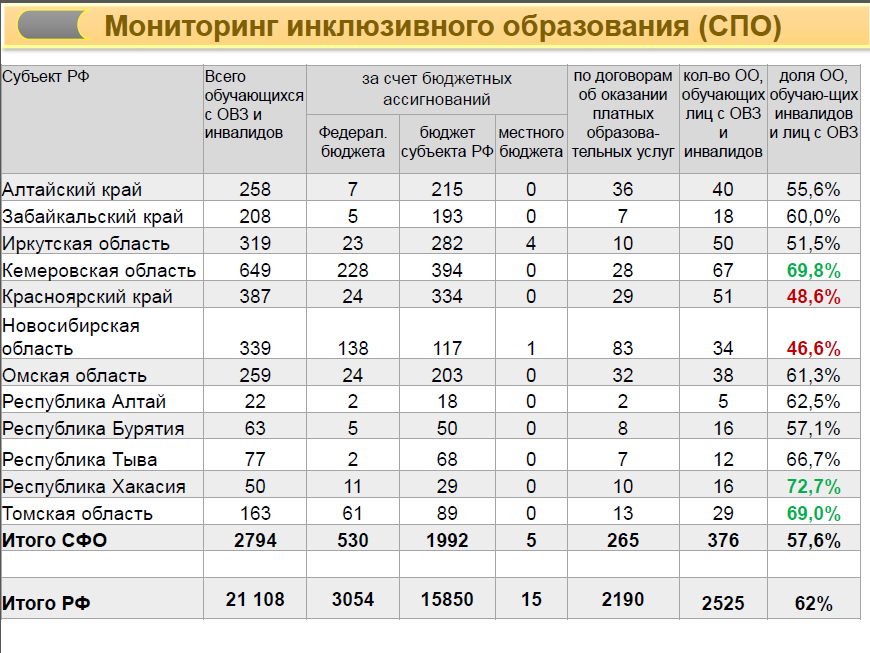 Мониторинг инклюзивного образования (СПО)
Субъект РФ
Всего
обучающихся
с ОВЗ и
инвалидов
за счет бюджетных
ассигнований
Федерал.
бюджета
бюджет
субъекта РФ
местного
бюджета
по договорам
об оказании
платных
образова-
тельных услуг
кол-во ОО,
обучающих
лиц с ОВЗ
и
инвалидов
доля ОО,
обучаю-щих
инвалидов
и лиц с ОВЗ
Алтайский край 258 7 215 0 36 40 55,6%
Забайкальский край 208 5 193 0 7 18 60,0%
Иркутская область 319 23 282 4 10 50 51,5%
Кемеровская область 649 228 394 0 28 67 69,8%
Красноярский край 387 24 334 0 29 51 48,6%
Новосибирская
область 339 138 117 1 83 34 46,6%
Омская область 259 24 203 0 32 38 61,3%
Республика Алтай 22 2 18 0 2 5 62,5%
Республика Бурятия 63 5 50 0 8 16 57,1%
Республика Тыва 77 2 68 0 7 12 66,7%
Республика Хакасия 50 11 29 0 10 16 72,7%
Томская область 163 61 89 0 13 29 69,0%
Итого СФО 2794 530 1992 5 265 376 57,6%
Итого РФ 21 108 3054 15850 15 2190 2525 62%